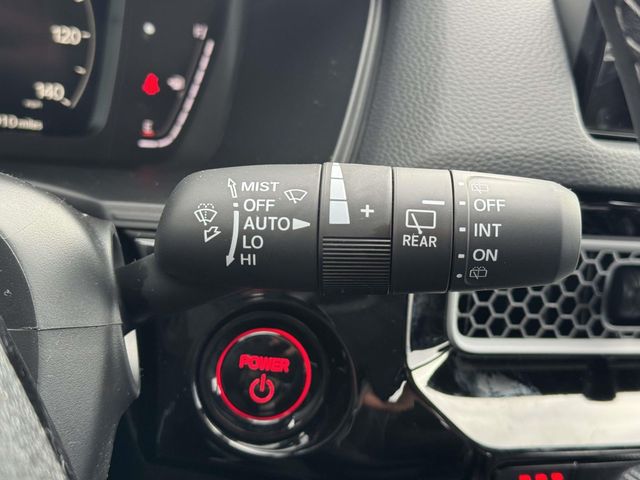 120
140
MIST
OFF
AUTO
LO
HI
+
REAR
OFF
INT
ON
POWER
E